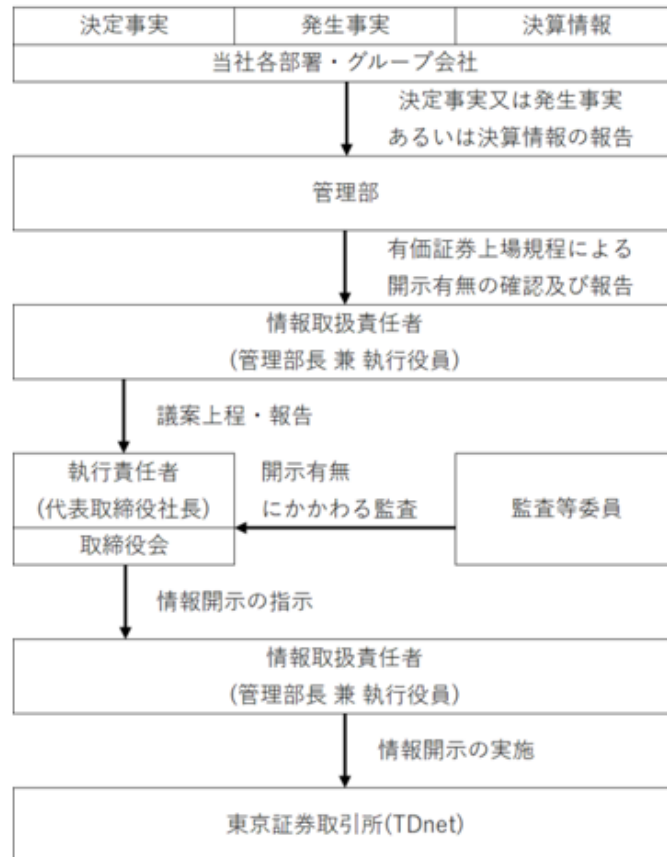 決定事実
発生事実
決算情報
当社各部署・グループ会社
決定事実又は発生事実
あるいは決算情報の報告
管理部
有価証券上場規程による
開示有無の確認及び報告
情報取扱責任者
(管理部長 兼 執行役員)
議案上程・報告
執行責任者
(代表取締役社長)
取締役会
開示有無
にかかわる監査
監査等委員
情報開示の指示
情報取扱責任者
(管理部長 兼 執行役員)
情報開示の実施
東京証券取引所(TDnet)